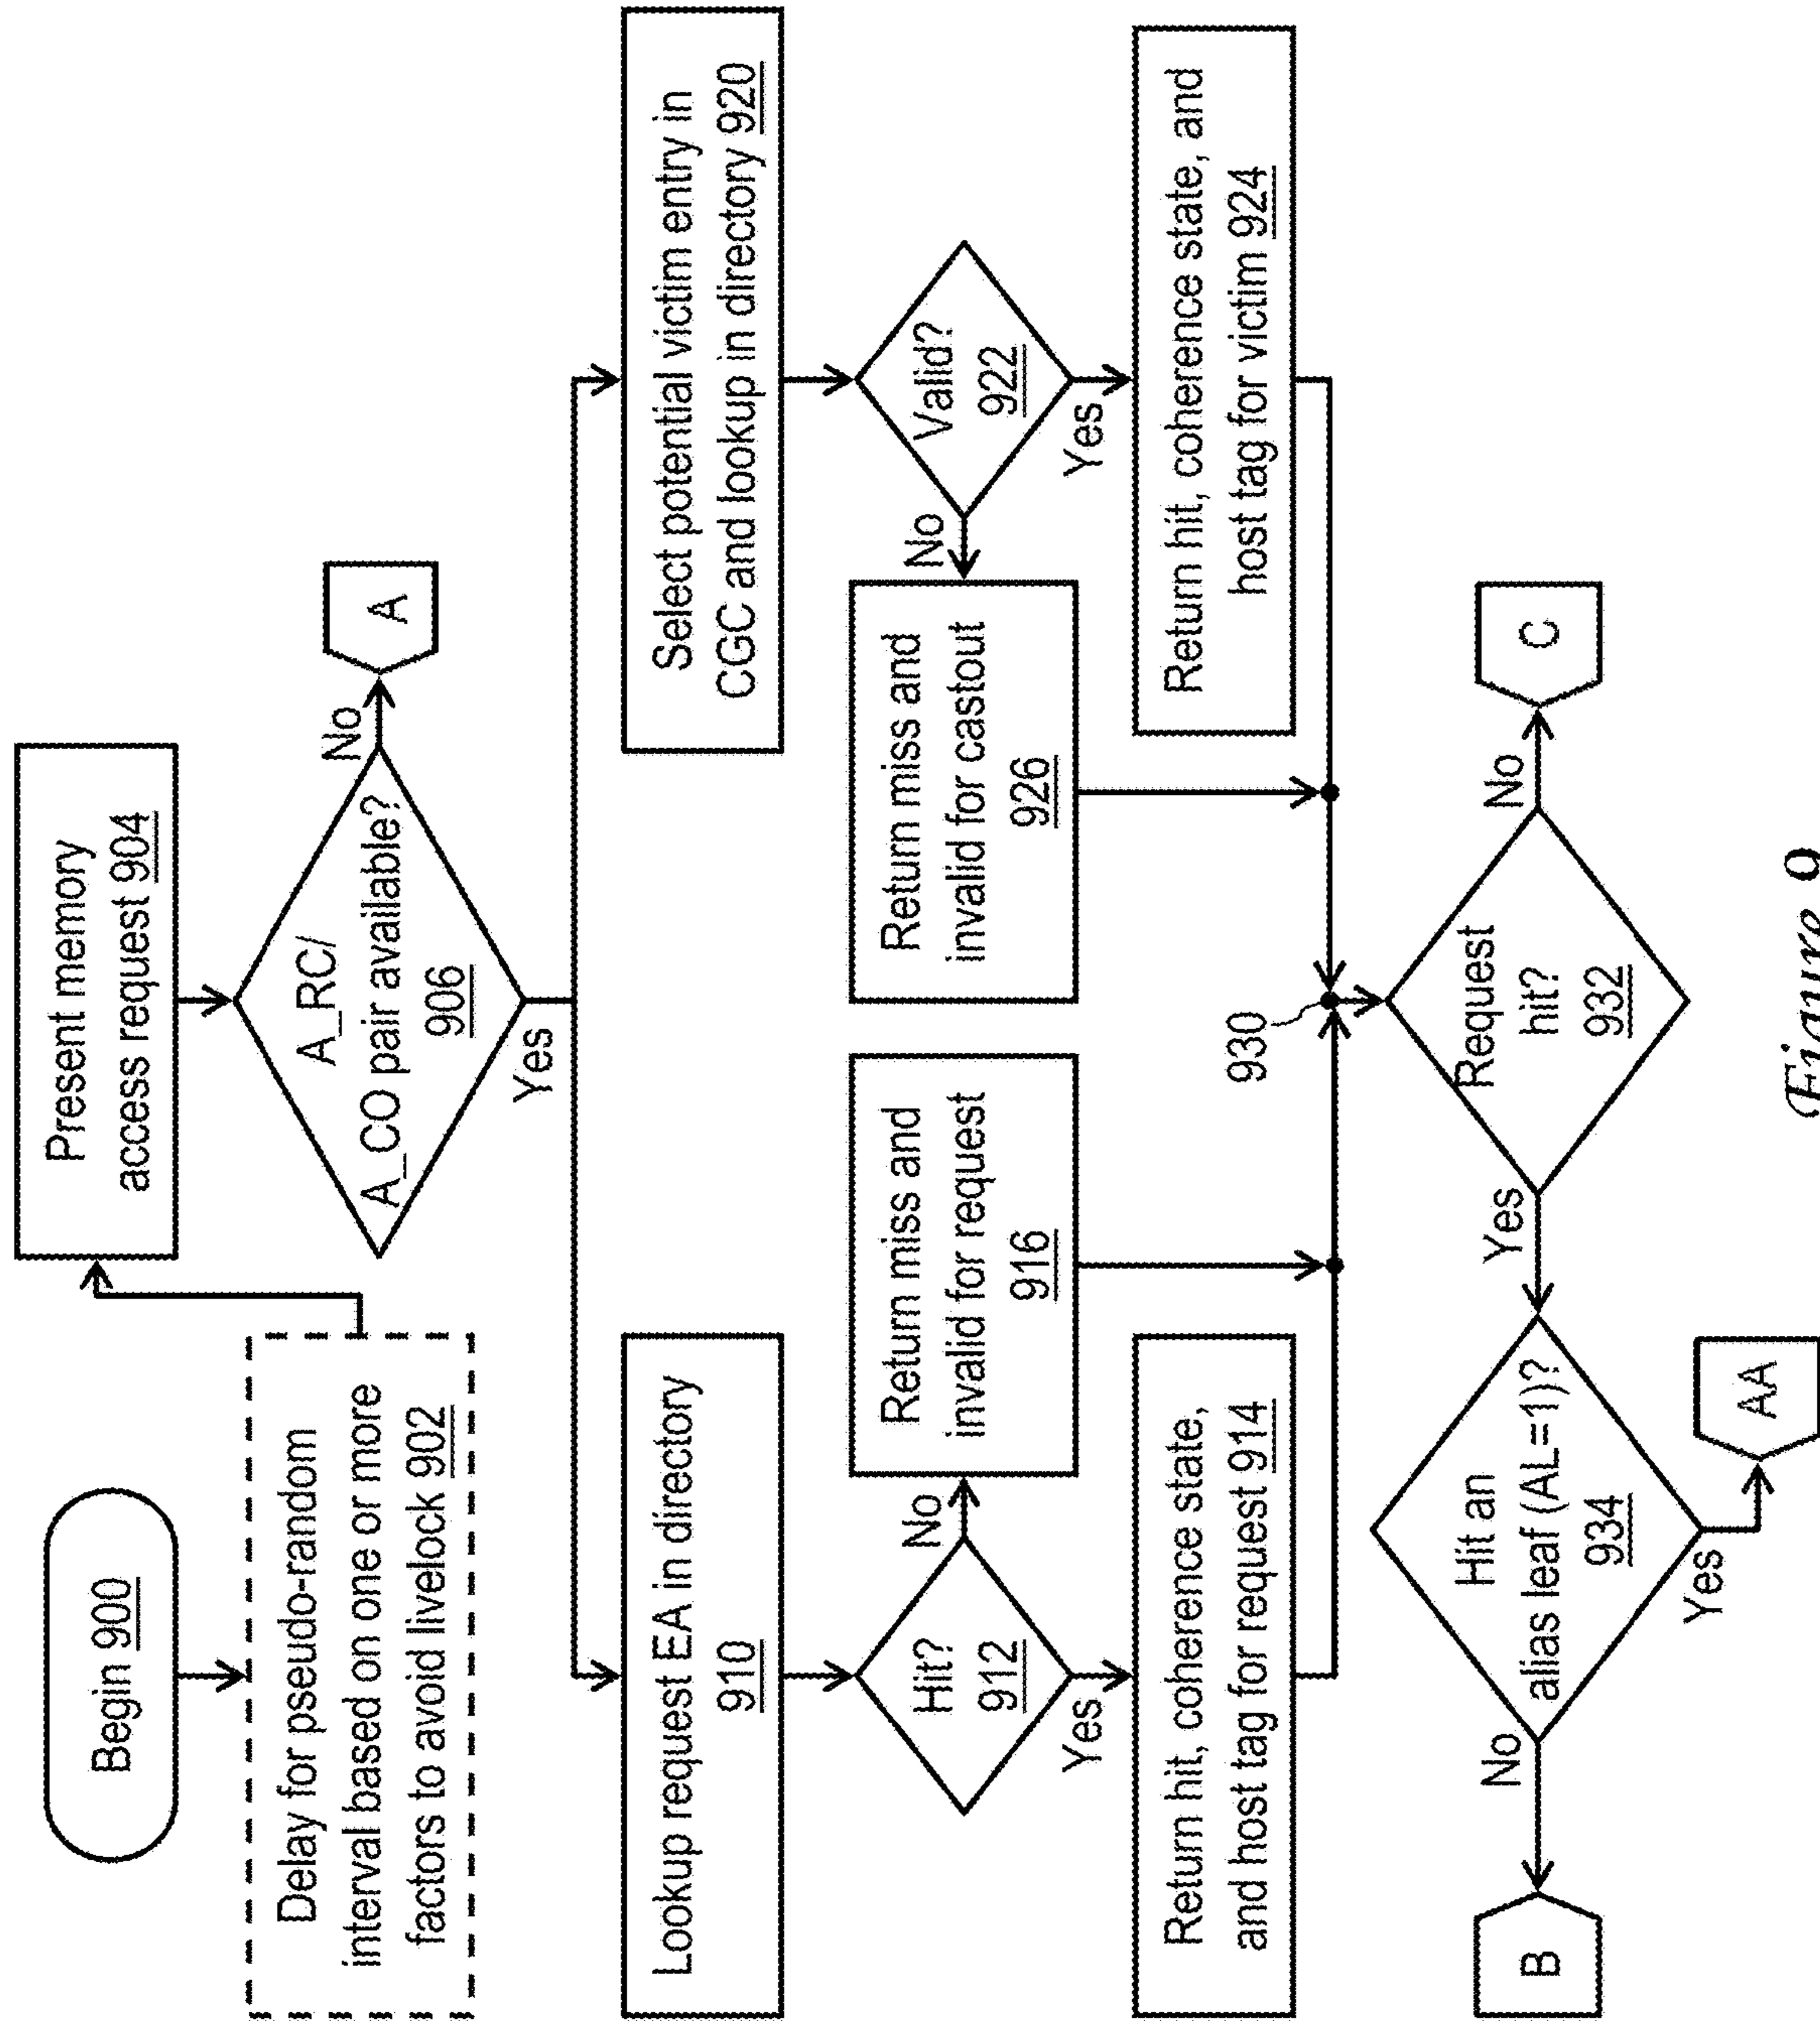 Begin 900
Delay for pseudo-random
interval based on one or more
factors to avoid livelock 902
Present memory
access request 904
A_RC/
A_CO pair available?
906
No
A
Yes
Lookup request EA in directory
910
Hit?
912
No
Return miss and
invalid for request
916
Yes
Return hit, coherence state,
and host tag for request 914
Select potential victim entry in
CGC and lookup in directory 920
Valid?
922
No
Return miss and
invalid for castout
926
Yes
Return hit, coherence state, and
host tag for victim 924
930
Request
hit?
932
No
C
Yes
Hit an
alias leaf (AL=1)?
934
No
B
Yes
AA
Figure 9